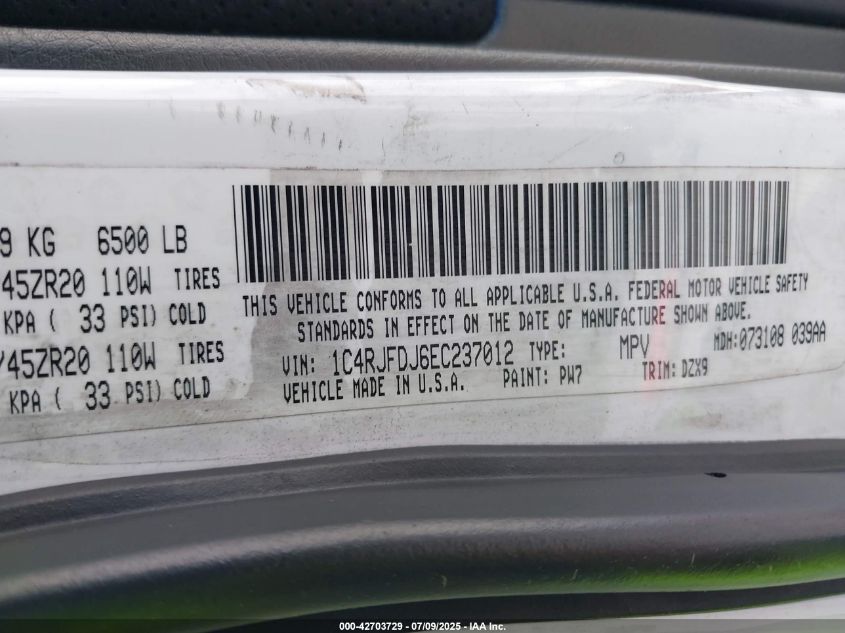 9 KG 6500 LB
45ZR20 110W TIRES
KPA ( 33 PSI) COLD
/45ZR20 110W TIRES
KPA ( 33 PSI) COLD
THIS VEHICLE CONFORMS TO ALL APPLICABLE U.S.A. FEDERAL MOTOR VEHICLE SAFETY
STANDARDS IN EFFECT ON THE DATE OF MANUFACTURE SHOWN ABOVE.
VIN: 1C4RJFDJ6EC237012 TYPE: MPV MDH:073108 039AA
VEHICLE MADE IN U.S.A. PAINT: PW7 TRIM: DZX9
000-42703729 - 07/09/2025 - IAA Inc.